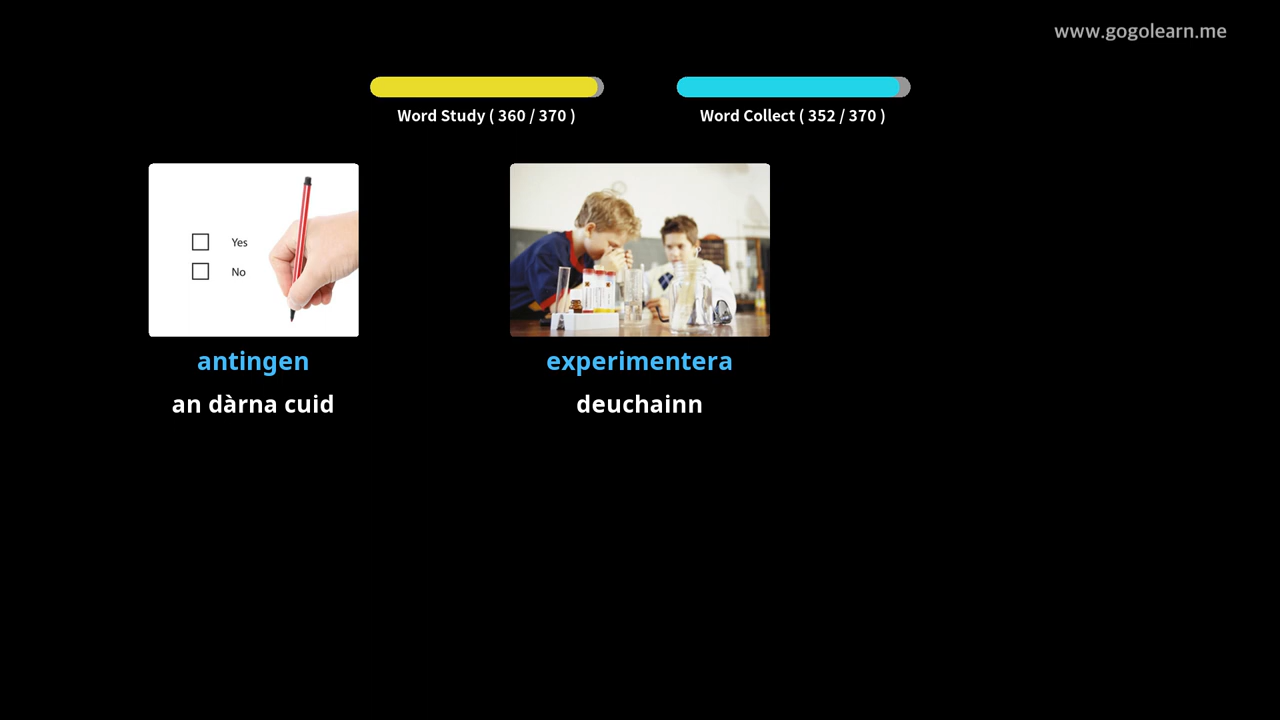 www.gogolearn.me
Word Study ( 360 / 370 )
Word Collect ( 352 / 370 )
Yes
No
antingen
an dàrna cuid
experimentera
deuchainn